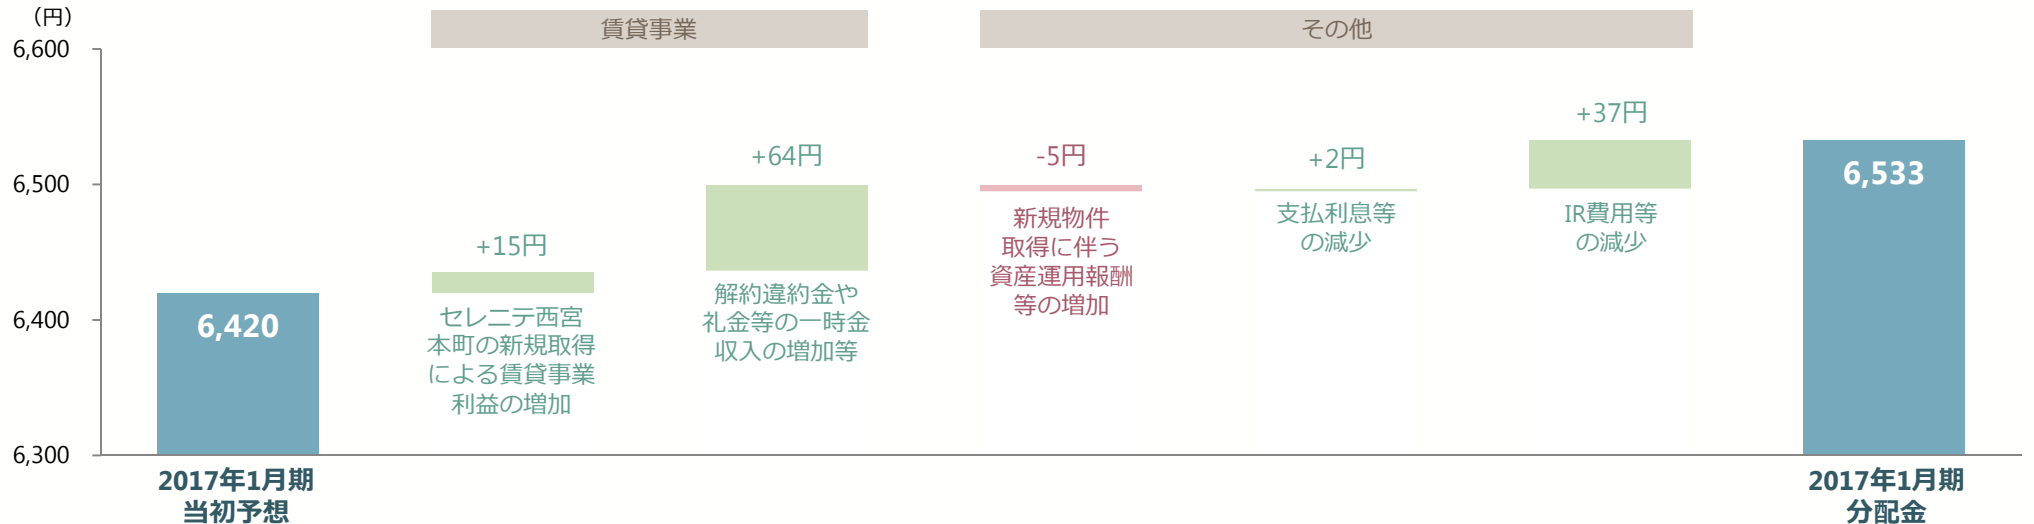 （円）
6,600
6,500
6,400
6,300
賃貸事業
その他
6,420
2017年1月期
当初予想
+15円
セレニテ西宮
本町の新規取得
による賃貸事業
利益の増加
+64円
解約違約金や
礼金等の一時金
収入の増加等
-5円
新規物件
取得に伴う
資産運用報酬
等の増加
+2円
支払利息等
の減少
+37円
IR費用等
の減少
6,533
2017年1月期
分配金